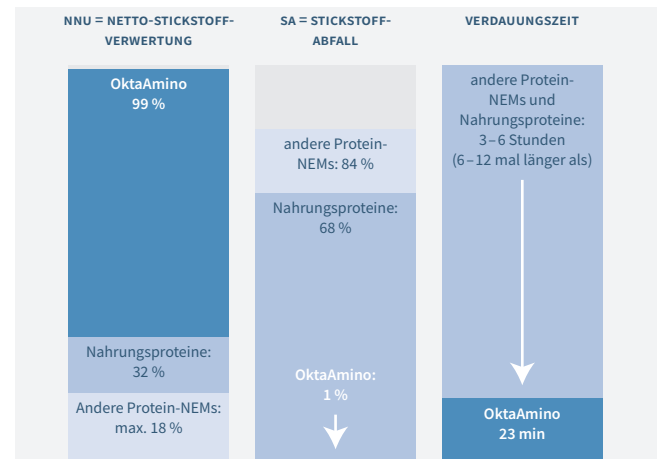 NNU = NETTO-STICKSTOFF-
VERWERTUNG
OktaAmino
99 %
Nahrungsproteine:
32 %
Andere Protein-NEMs:
max. 18 %
SA = STICKSTOFF-
ABFALL
andere Protein-
NEMs: 84 %
Nahrungsproteine:
68 %
OktaAmino:
1 %
VERDAUUNGSZEIT
andere Protein-
NEMs und
Nahrungsproteine:
3–6 Stunden
(6–12 mal länger als)
OktaAmino
23 min